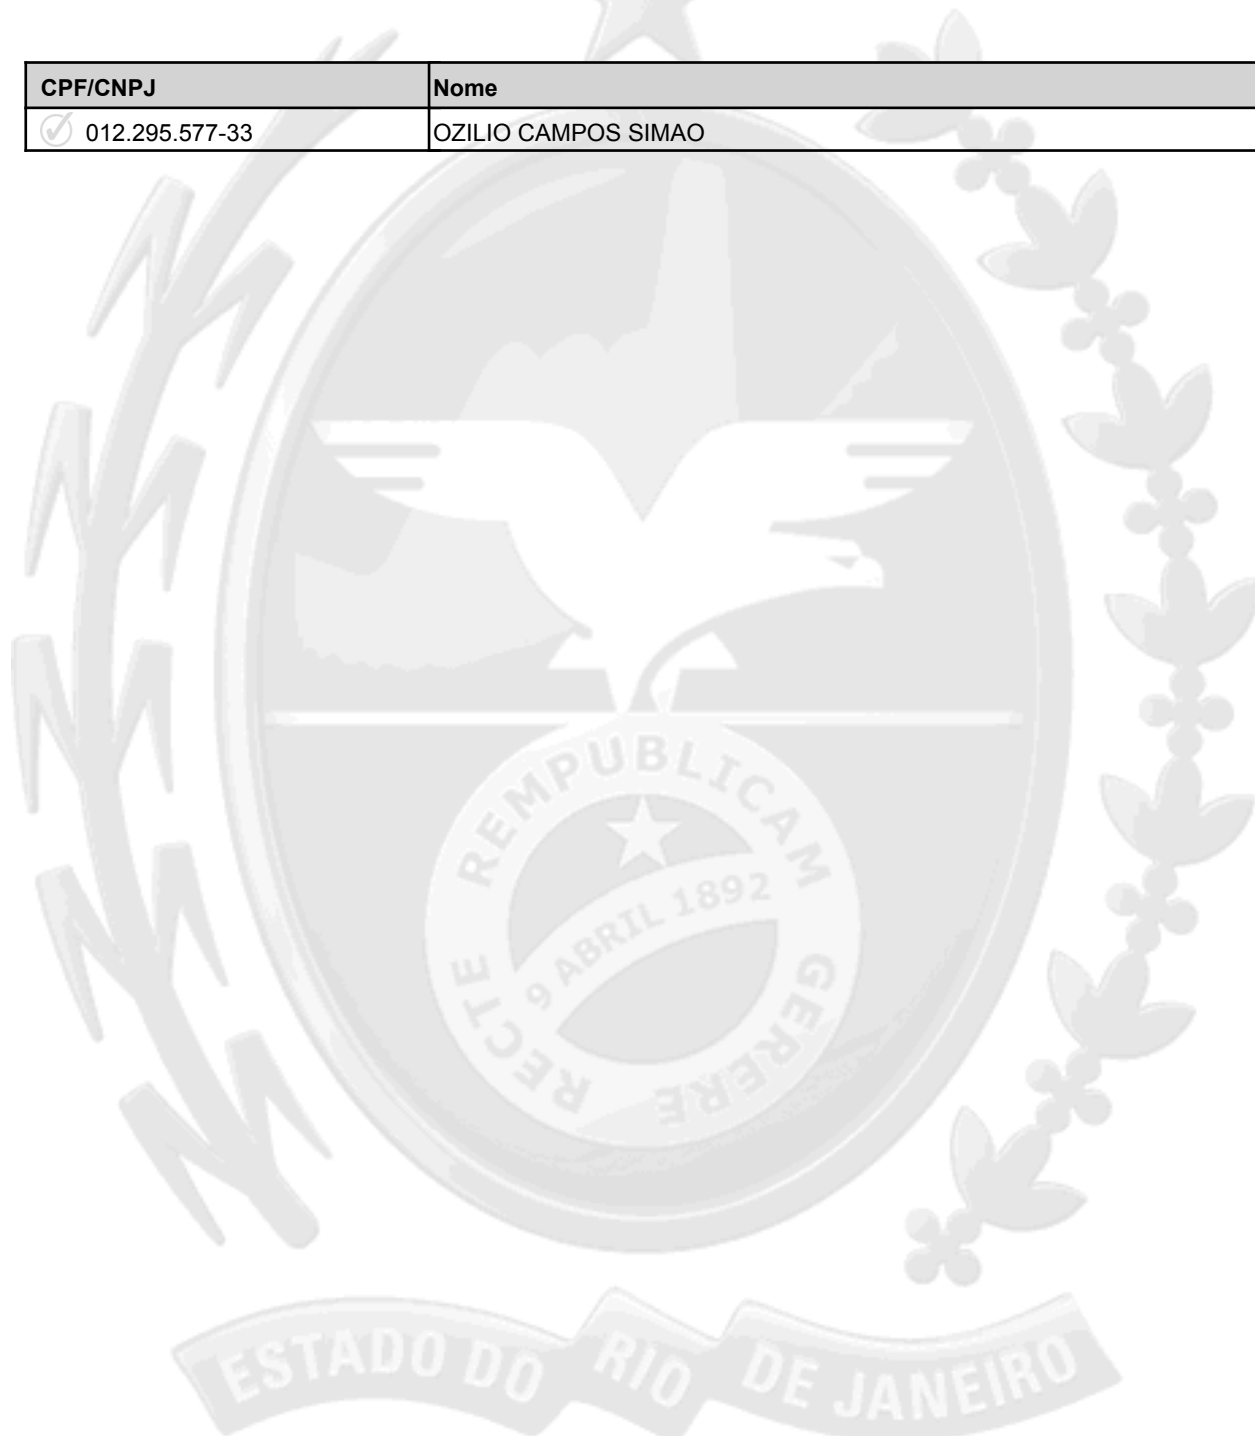 CPF/CNPJ Nome
012.295.577-33 OZILIO CAMPOS SIMAO
REMPUBLICAM
9 ABRIL 1892
RECTE GERERE
ESTADO DO RIO DE JANEIRO